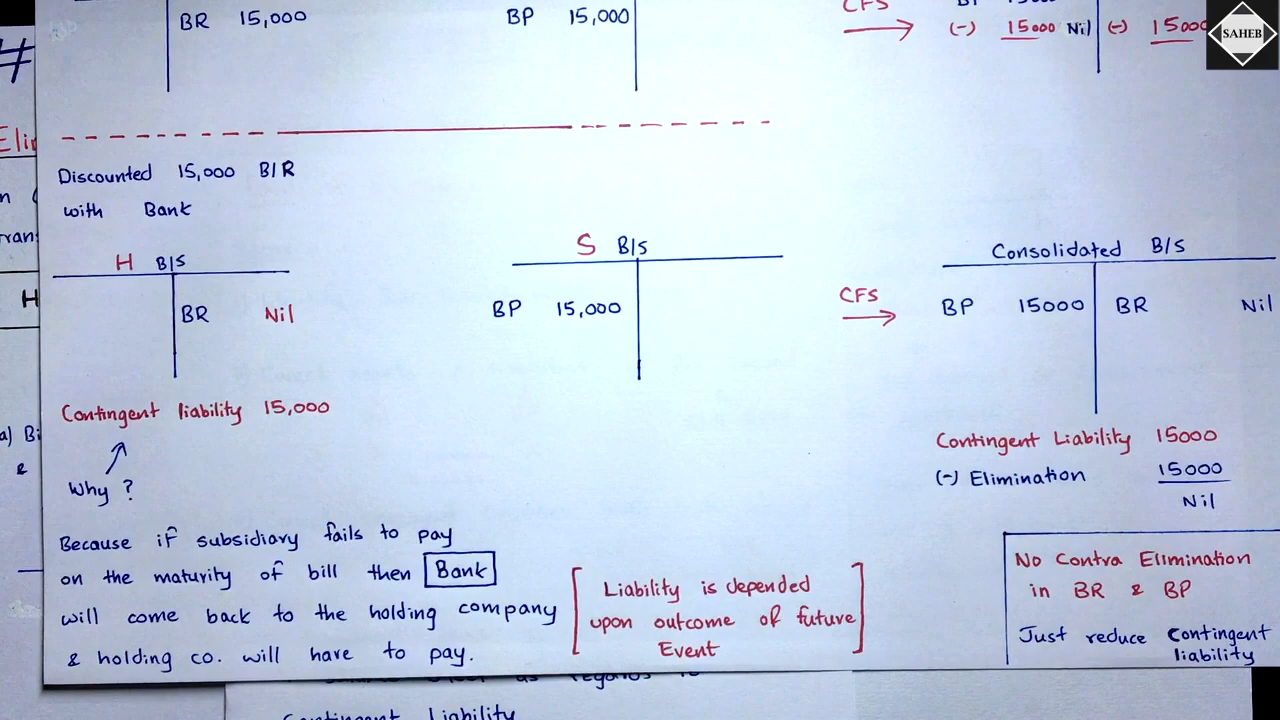 BR 15,000
BP 15,000
CFS
(-) 15000 Nil (-) 15000
SAHEB
#
Discounted 15,000 B/R
with Bank
H B/S
BR Nil
S B/S
BP 15,000
CFS
Consolidated B/S
BP 15000 BR Nil
H
a) Bi
&
Contingent liability 15,000
Why ?
Because if subsidiary fails to pay
on the maturity of bill then Bank
will come back to the holding company
& holding co. will have to pay.
Liability is depended
upon outcome of future
Event
Contingent Liability 15000
(-) Elimination 15000
Nil
No Contra Elimination
in BR & BP
Just reduce Contingent
liability
as regards to
Contingent Liability